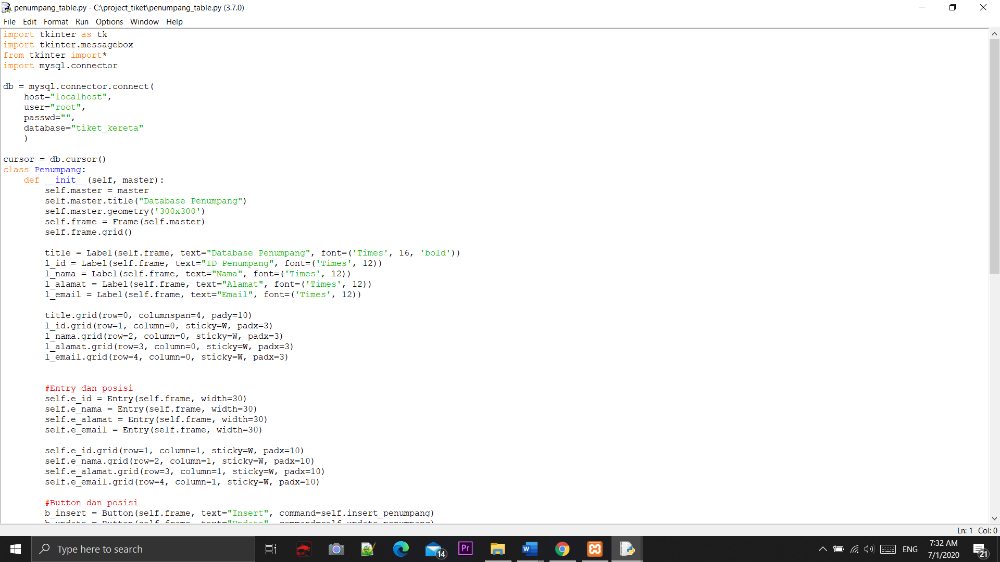 penumpang_table.py - C:\project_tiket\penumpang_table.py (3.7.0)
File Edit Format Run Options Window Help
import tkinter as tk
import tkinter.messagebox
from tkinter import*
import mysql.connector
db = mysql.connector.connect(
    host="localhost",
    user="root",
    passwd="",
    database="tiket_kereta"
    )
cursor = db.cursor()
class Penumpang:
    def __init__(self, master):
        self.master = master
        self.master.title("Database Penumpang")
        self.master.geometry('300x300')
        self.frame = Frame(self.master)
        self.frame.grid()
        title = Label(self.frame, text="Database Penumpang", font=('Times', 16, 'bold'))
        l_id = Label(self.frame, text="ID Penumpang", font=('Times', 12))
        l_nama = Label(self.frame, text="Nama", font=('Times', 12))
        l_alamat = Label(self.frame, text="Alamat", font=('Times', 12))
        l_email = Label(self.frame, text="Email", font=('Times', 12))
        title.grid(row=0, columnspan=4, pady=10)
        l_id.grid(row=1, column=0, sticky=W, padx=3)
        l_nama.grid(row=2, column=0, sticky=W, padx=3)
        l_alamat.grid(row=3, column=0, sticky=W, padx=3)
        l_email.grid(row=4, column=0, sticky=W, padx=3)
        #Entry dan posisi
        self.e_id = Entry(self.frame, width=30)
        self.e_nama = Entry(self.frame, width=30)
        self.e_alamat = Entry(self.frame, width=30)
        self.e_email = Entry(self.frame, width=30)
        self.e_id.grid(row=1, column=1, sticky=W, padx=10)
        self.e_nama.grid(row=2, column=1, sticky=W, padx=10)
        self.e_alamat.grid(row=3, column=1, sticky=W, padx=10)
        self.e_email.grid(row=4, column=1, sticky=W, padx=10)
        #Button dan posisi
        b_insert = Button(self.frame, text="Insert", command=self.insert_penumpang)
        b_update = Button(self.frame, text="Update", command=self.update_penumpang)
Ln: 1 Col: 0
Type here to search
14
Pr
ENG
7:32 AM
7/1/2020
21